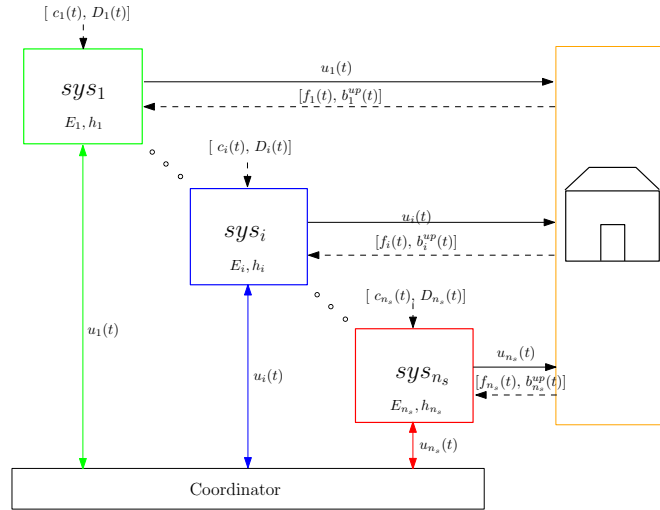 [ c_1(t), D_1(t)]
u_1(t)
sys_1
[f_1(t), b_1^{up}(t)]
E_1, h_1
[ c_i(t), D_i(t)]
u_i(t)
sys_i
[f_i(t), b_i^{up}(t)]
E_i, h_i
[ c_{n_s}(t), D_{n_s}(t)]
u_1(t)
u_{n_s}(t)
sys_{n_s}
u_i(t)
[f_{n_s}(t), b_{n_s}^{up}(t)]
E_{n_s}, h_{n_s}
u_{n_s}(t)
Coordinator